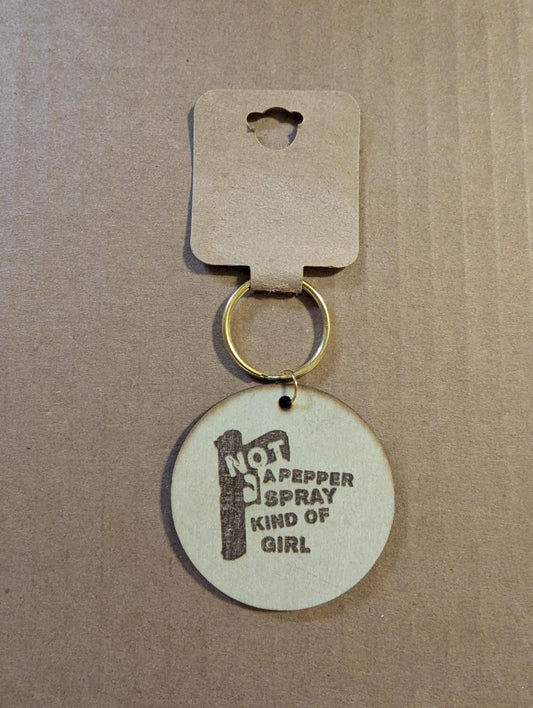 NOT
A PEPPER
SPRAY
KIND OF
GIRL